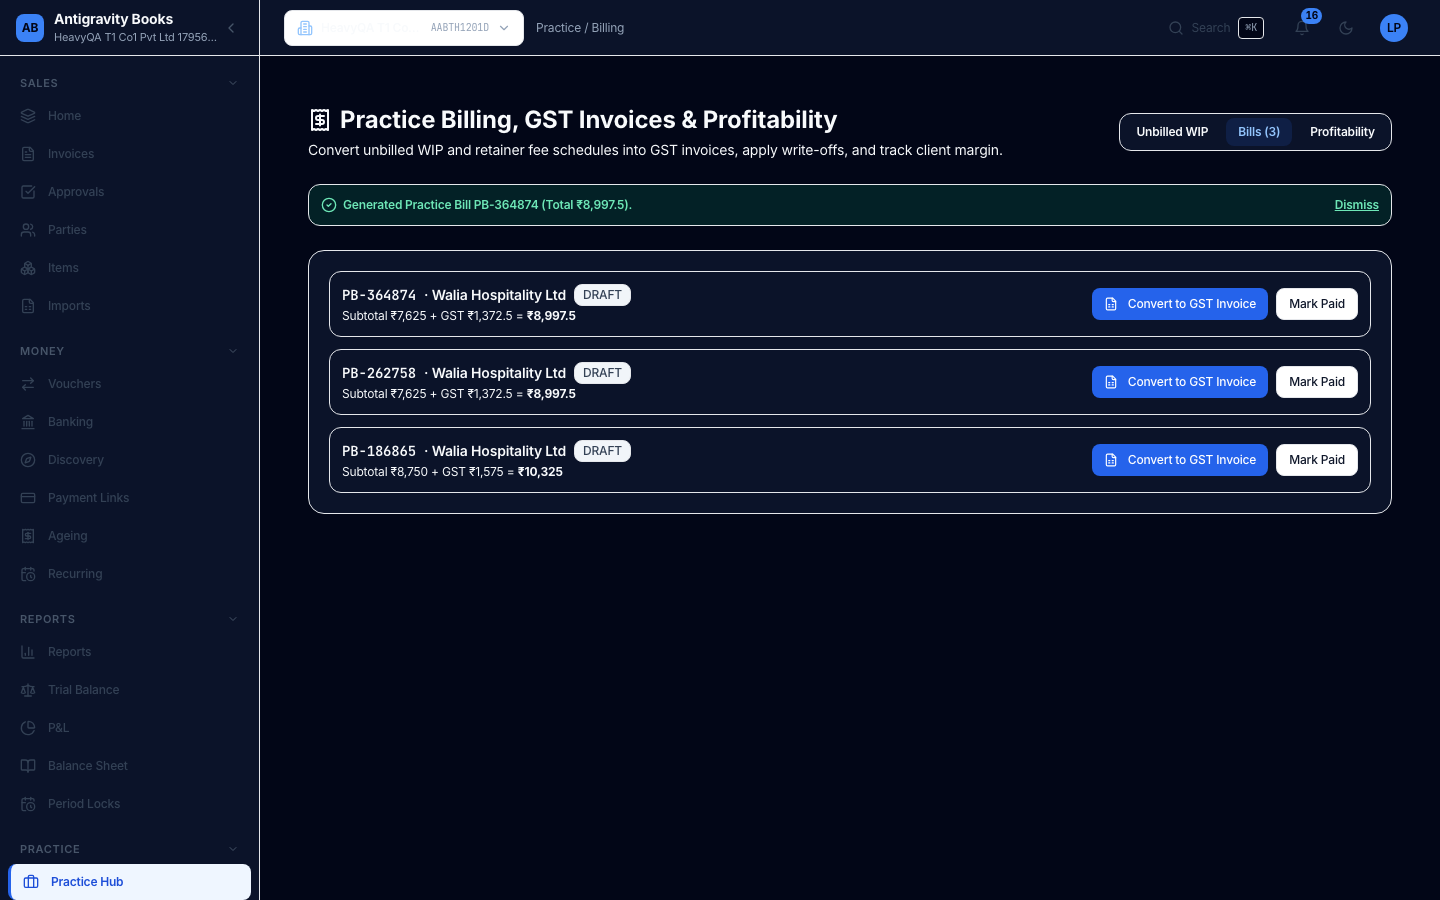 AB
Antigravity Books
HeavyQA T1 Co1 Pvt Ltd 17956...
AABTH1201D
Practice / Billing
Search
⌘K
16
LP
SALES
Home
Invoices
Approvals
Parties
Items
Imports
MONEY
Vouchers
Banking
Discovery
Payment Links
Ageing
Recurring
REPORTS
Reports
Trial Balance
P&L
Balance Sheet
Period Locks
PRACTICE
Practice Hub
Practice Billing, GST Invoices & Profitability
Convert unbilled WIP and retainer fee schedules into GST invoices, apply write-offs, and track client margin.
Unbilled WIP
Bills (3)
Profitability
Generated Practice Bill PB-364874 (Total ₹8,997.5).
Dismiss
PB-364874 · Walia Hospitality Ltd DRAFT
Subtotal ₹7,625 + GST ₹1,372.5 = ₹8,997.5
Convert to GST Invoice
Mark Paid
PB-262758 · Walia Hospitality Ltd DRAFT
Subtotal ₹7,625 + GST ₹1,372.5 = ₹8,997.5
Convert to GST Invoice
Mark Paid
PB-186865 · Walia Hospitality Ltd DRAFT
Subtotal ₹8,750 + GST ₹1,575 = ₹10,325
Convert to GST Invoice
Mark Paid